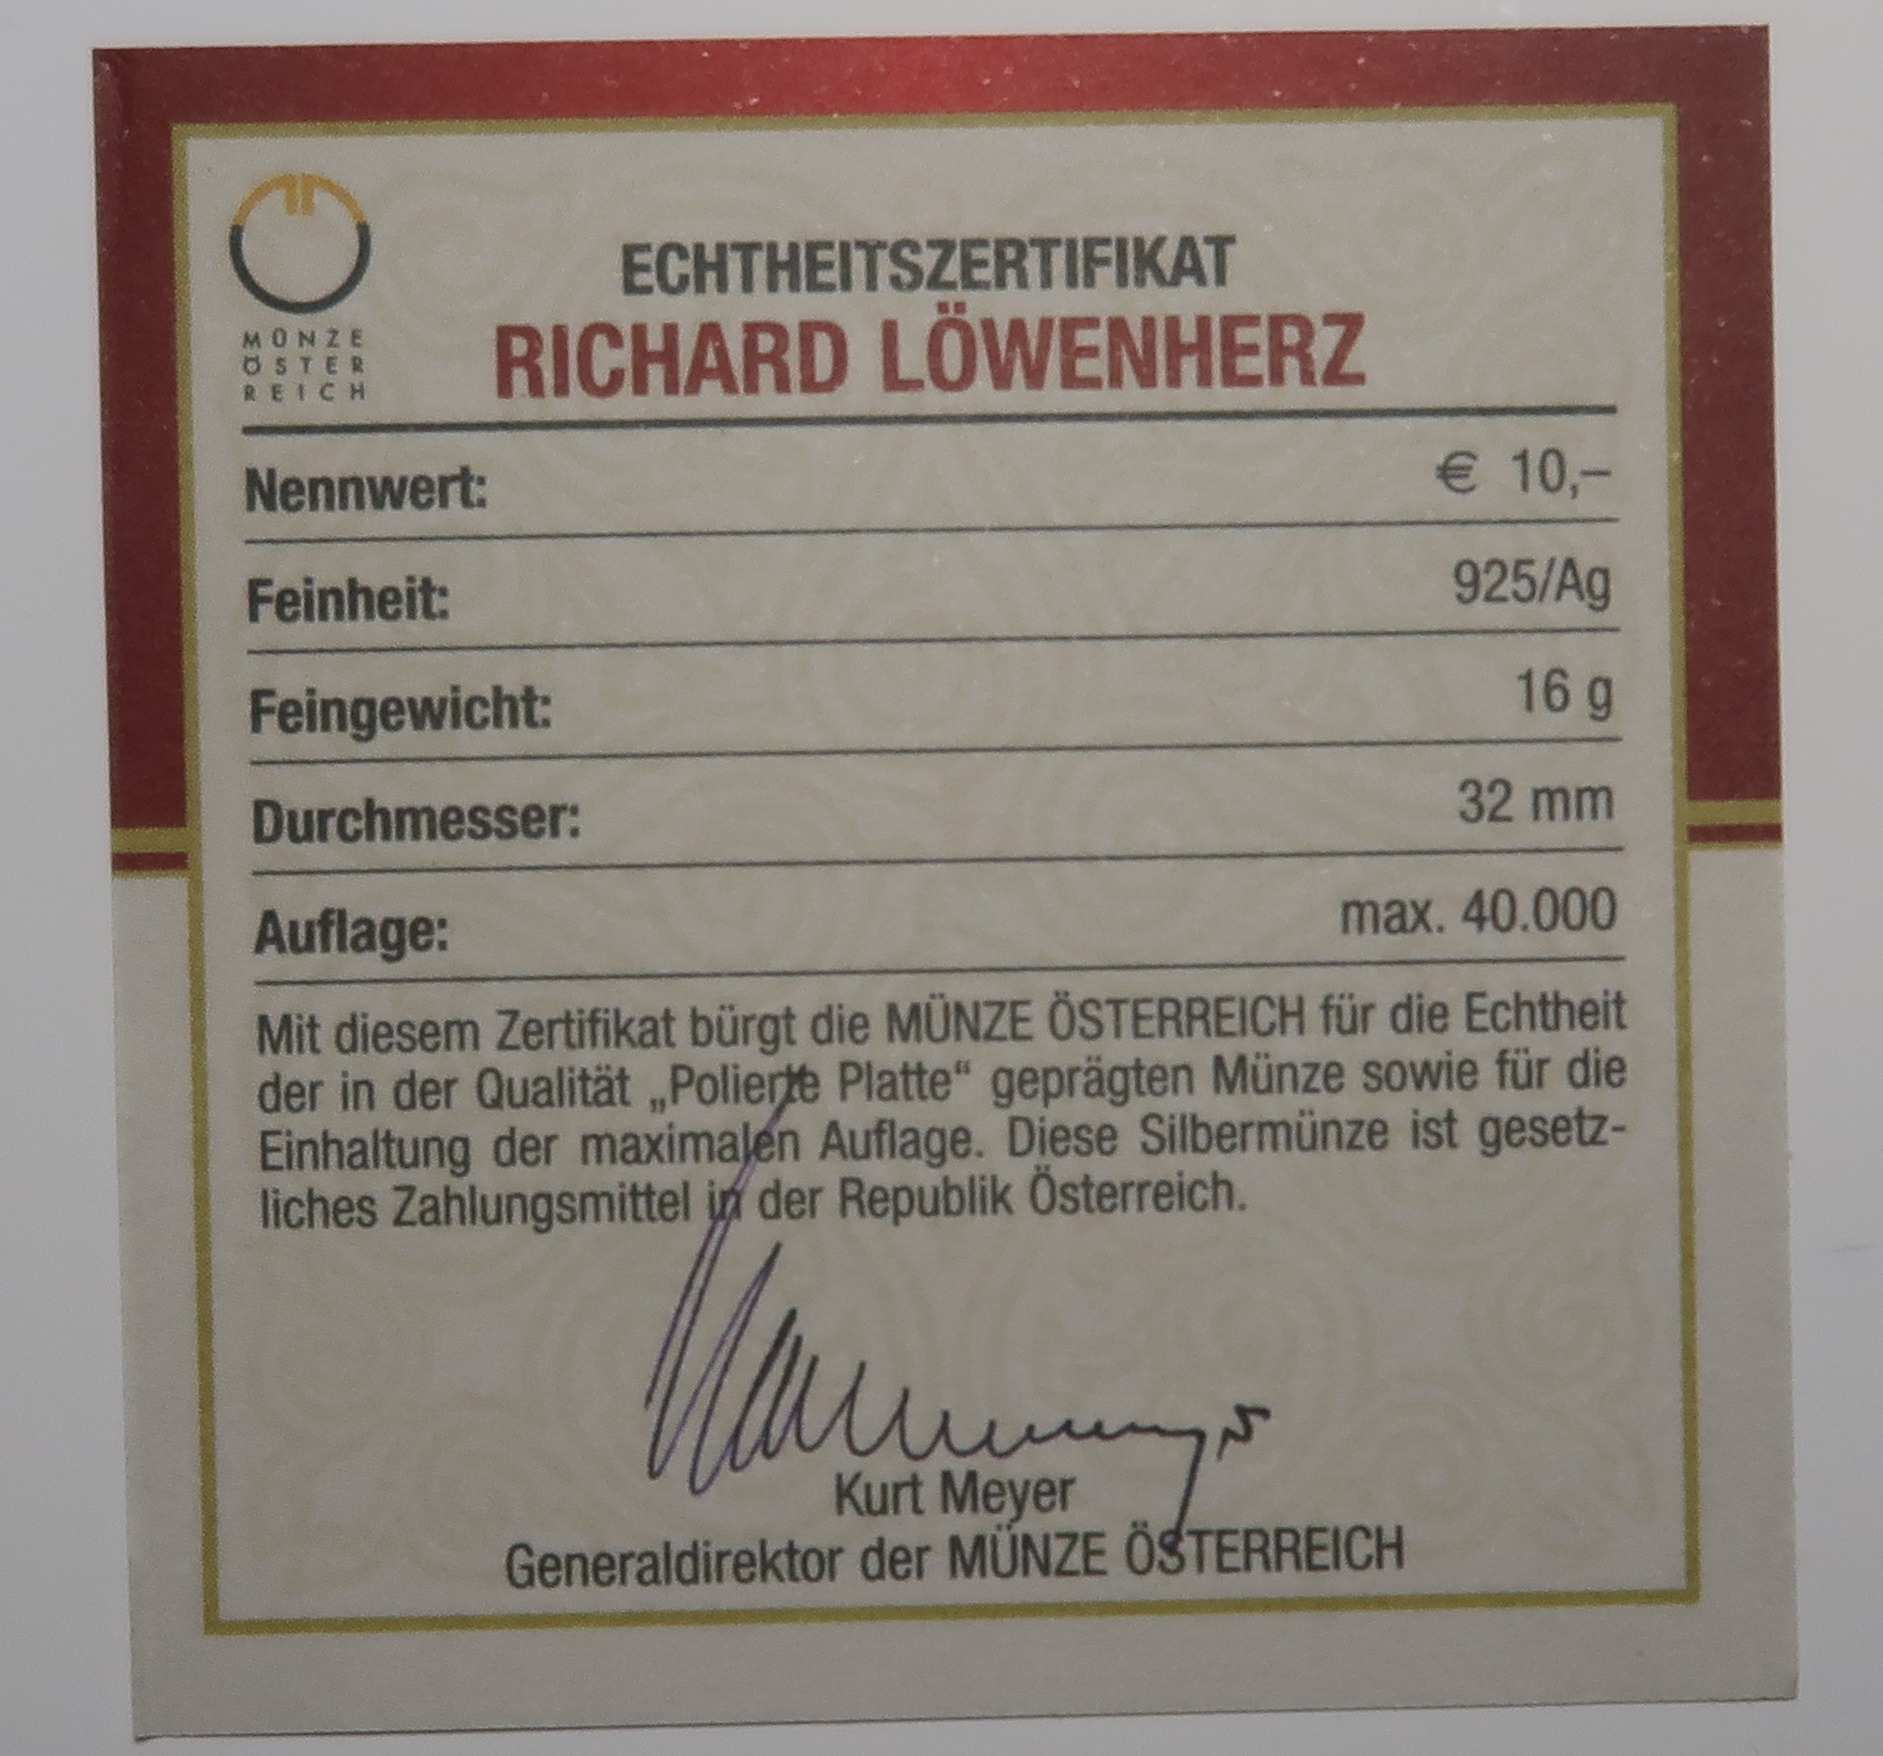 MÜNZE
ÖSTER
REICH
ECHTHEITSZERTIFIKAT
RICHARD LÖWENHERZ
Nennwert: € 10,–
Feinheit: 925/Ag
Feingewicht: 16 g
Durchmesser: 32 mm
Auflage: max. 40.000
Mit diesem Zertifikat bürgt die MÜNZE ÖSTERREICH für die Echtheit
der in der Qualität „Polierte Platte“ geprägten Münze sowie für die
Einhaltung der maximalen Auflage. Diese Silbermünze ist gesetz-
liches Zahlungsmittel in der Republik Österreich.
Kurt Meyer
Generaldirektor der MÜNZE ÖSTERREICH